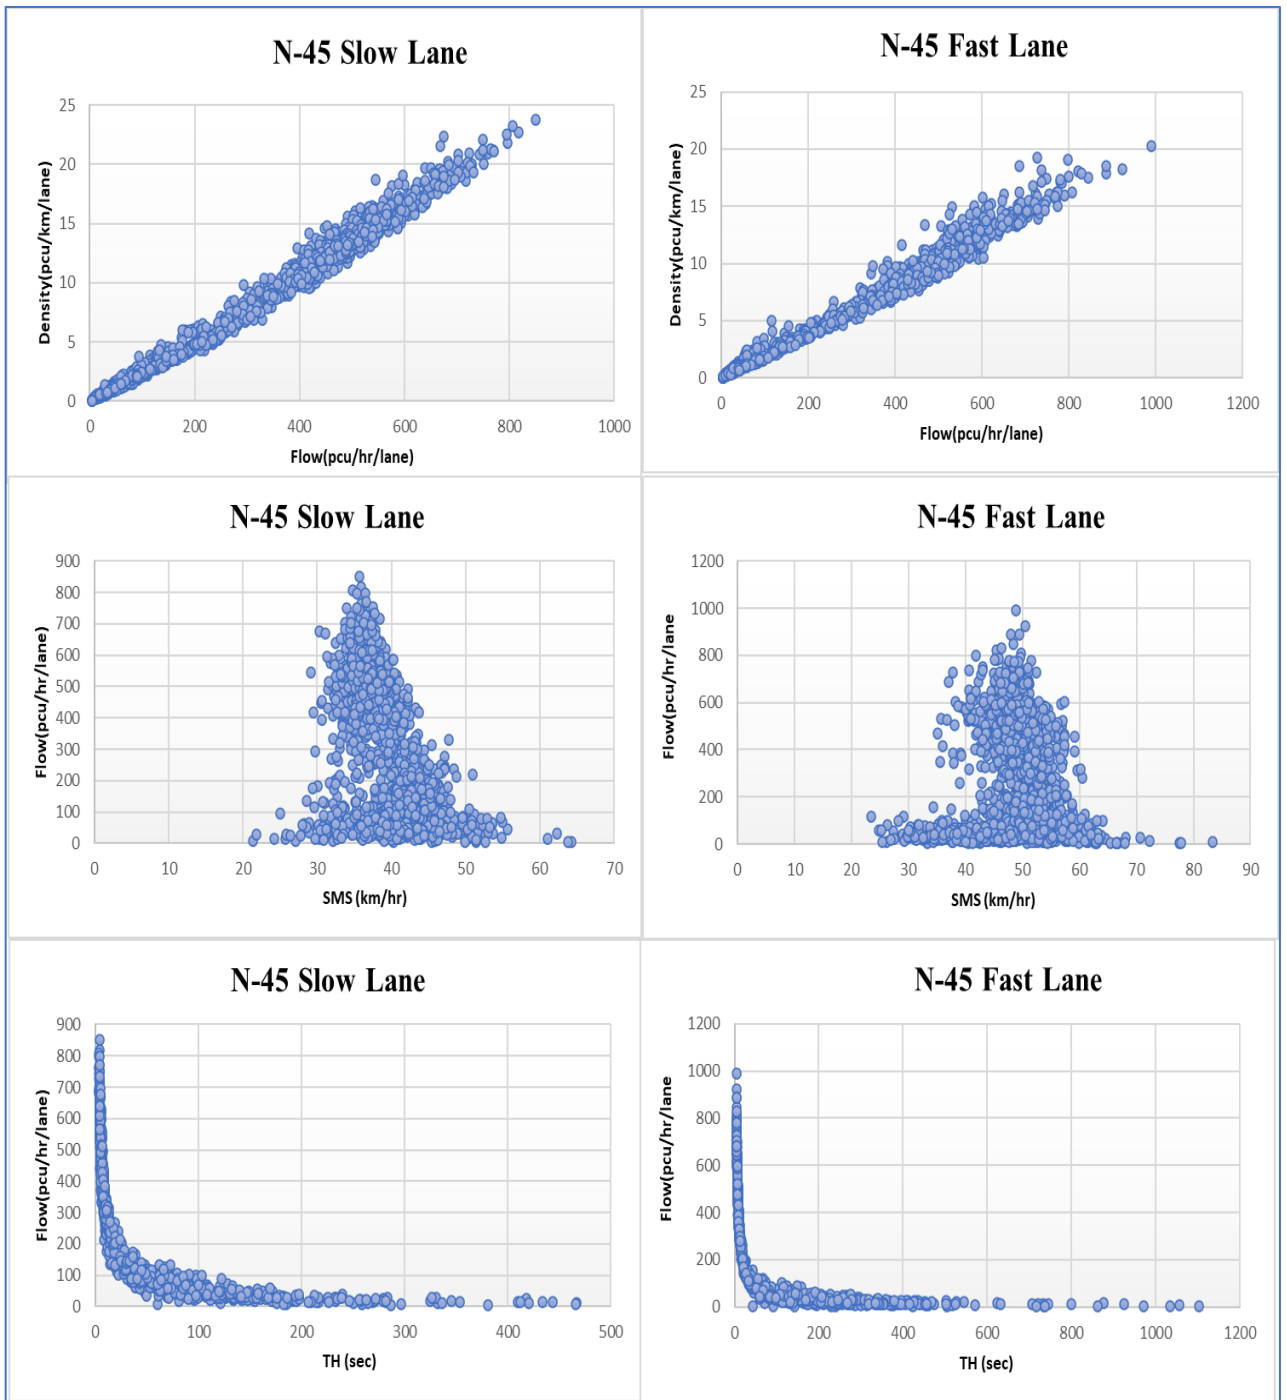 N-45 Slow Lane
25
20
15
10
5
0
Density(pcu/km/lane)
0 200 400 600 800 1000
Flow(pcu/hr/lane)
N-45 Fast Lane
25
20
15
10
5
0
Density(pcu/km/lane)
0 200 400 600 800 1000 1200
Flow(pcu/hr/lane)
N-45 Slow Lane
900
800
700
600
500
400
300
200
100
0
Flow(pcu/hr/lane)
0 10 20 30 40 50 60 70
SMS (km/hr)
N-45 Fast Lane
1200
1000
800
600
400
200
0
Flow(pcu/hr/lane
0 10 20 30 40 50 60 70 80 90
SMS (km/hr)
N-45 Slow Lane
900
800
700
600
500
400
300
200
100
0
Flow(pcu/hr/lane)
0 100 200 300 400 500
TH (sec)
N-45 Fast Lane
1200
1000
800
600
400
200
0
Flow(pcu/hr/lane
0 200 400 600 800 1000 1200
TH (sec)